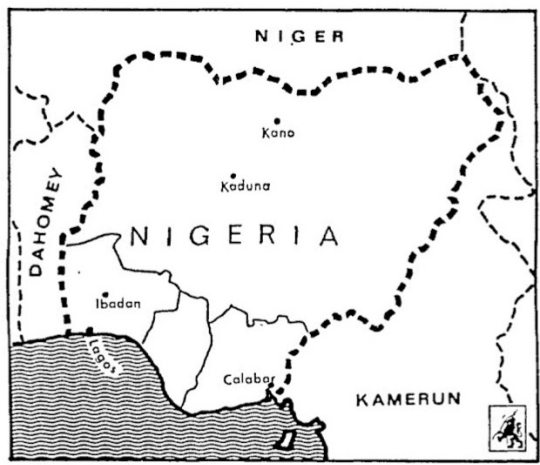 NIGER
Kano
Kaduna
DAHOMEY
NIGERIA
Ibadan
Lagos
Calabar
KAMERUN